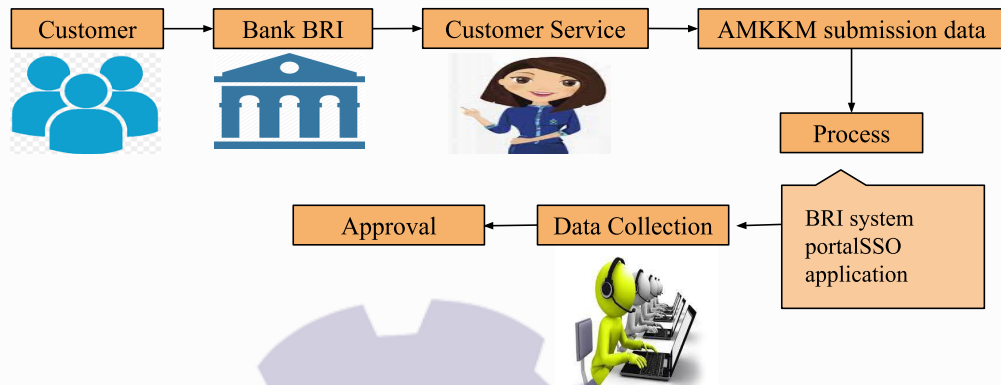 Customer
Bank BRI
Customer Service
AMKKM submission data
Process
BRI system
portalSSO
application
Data Collection
Approval